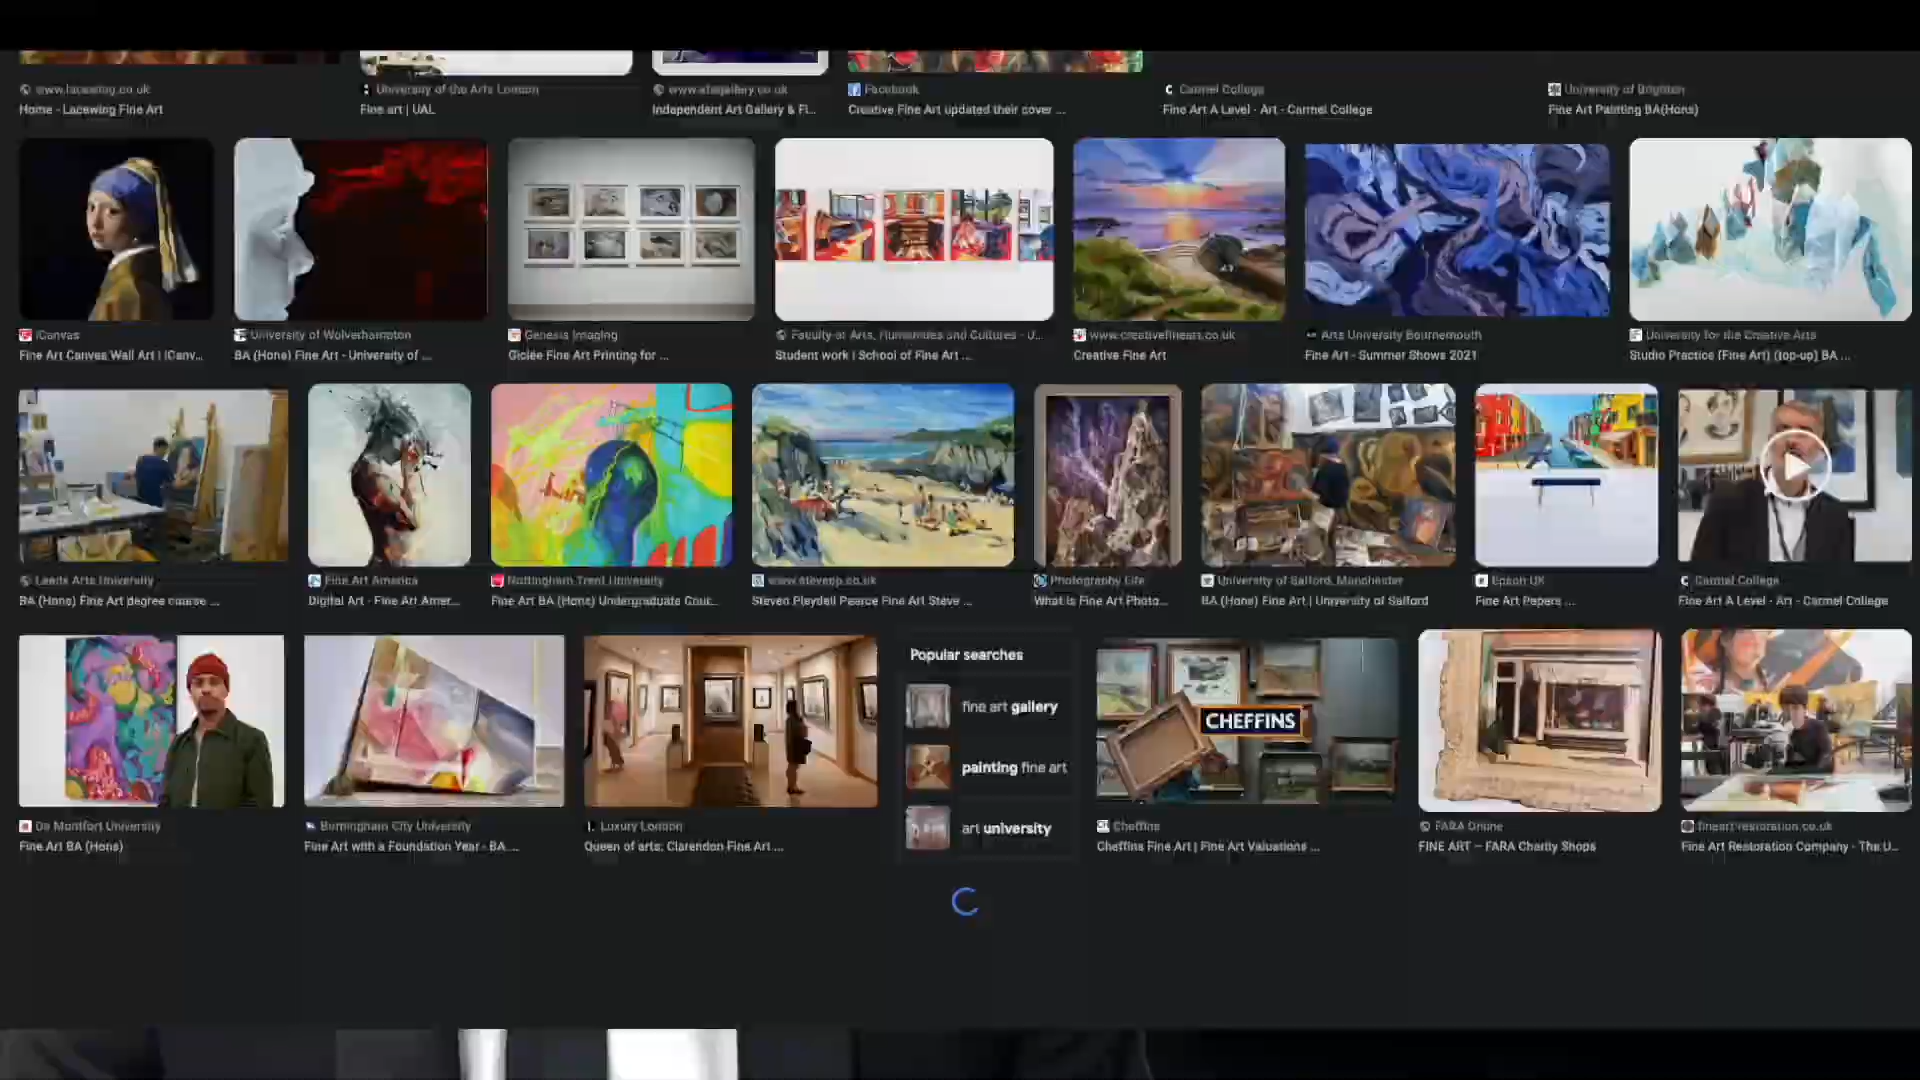 www.lacewing.co.uk
University of the Arts London
www.ofsgallery.co.uk
Facebook
Carmel College
University of Brighton
Home - Lacewing Fine Art
Fine art | UAL
Independent Art Gallery & Fi...
Creative Fine Art updated their cover ...
Fine Art A Level - Art - Carmel College
Fine Art Painting BA(Hons)
iCanvas
University of Wolverhampton
Genesis Imaging
Faculty of Arts, Humanities and Cultures - U...
www.creativefinearts.co.uk
Arts University Bournemouth
University for the Creative Arts
Fine Art Canvas Wall Art | iCanv...
BA (Hons) Fine Art - University of ...
Giclée Fine Art Printing for ...
Student work | School of Fine Art ...
Creative Fine Art
Fine Art - Summer Shows 2021
Studio Practice (Fine Art) (top-up) BA ...
Leeds Arts University
Fine Art America
Nottingham Trent University
www.stevepp.co.uk
Photography Life
University of Salford, Manchester
Epson UK
Carmel College
BA (Hons) Fine Art degree course ...
Digital Art - Fine Art Amer...
Fine Art BA (Hons) Undergraduate Cour...
Steven Pleydell Pearce Fine Art Steve ...
What is Fine Art Photo...
BA (Hons) Fine Art | University of Salford
Fine Art Papers ...
Fine Art A Level - Art - Carmel College
Popular searches
fine art gallery
painting fine art
art university
CHEFFINS
De Montfort University
Birmingham City University
Luxury London
Cheffins
FARA Online
fineart-restoration.co.uk
Fine Art BA (Hons)
Fine Art with a Foundation Year - BA ...
Queen of arts: Clarendon Fine Art ...
Cheffins Fine Art | Fine Art Valuations ...
FINE ART – FARA Charity Shops
Fine Art Restoration Company - The U...